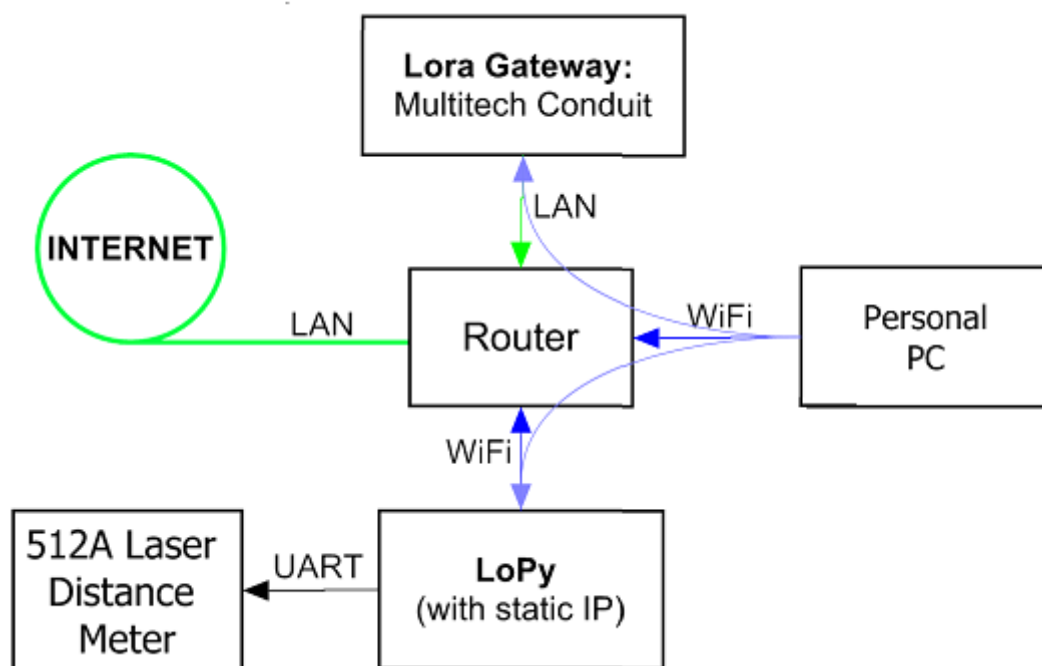 Lora Gateway:
Multitech Conduit
LAN
INTERNET
LAN
Router
WiFi
Personal
PC
WiFi
512A Laser
Distance
Meter
UART
LoPy
(with static IP)